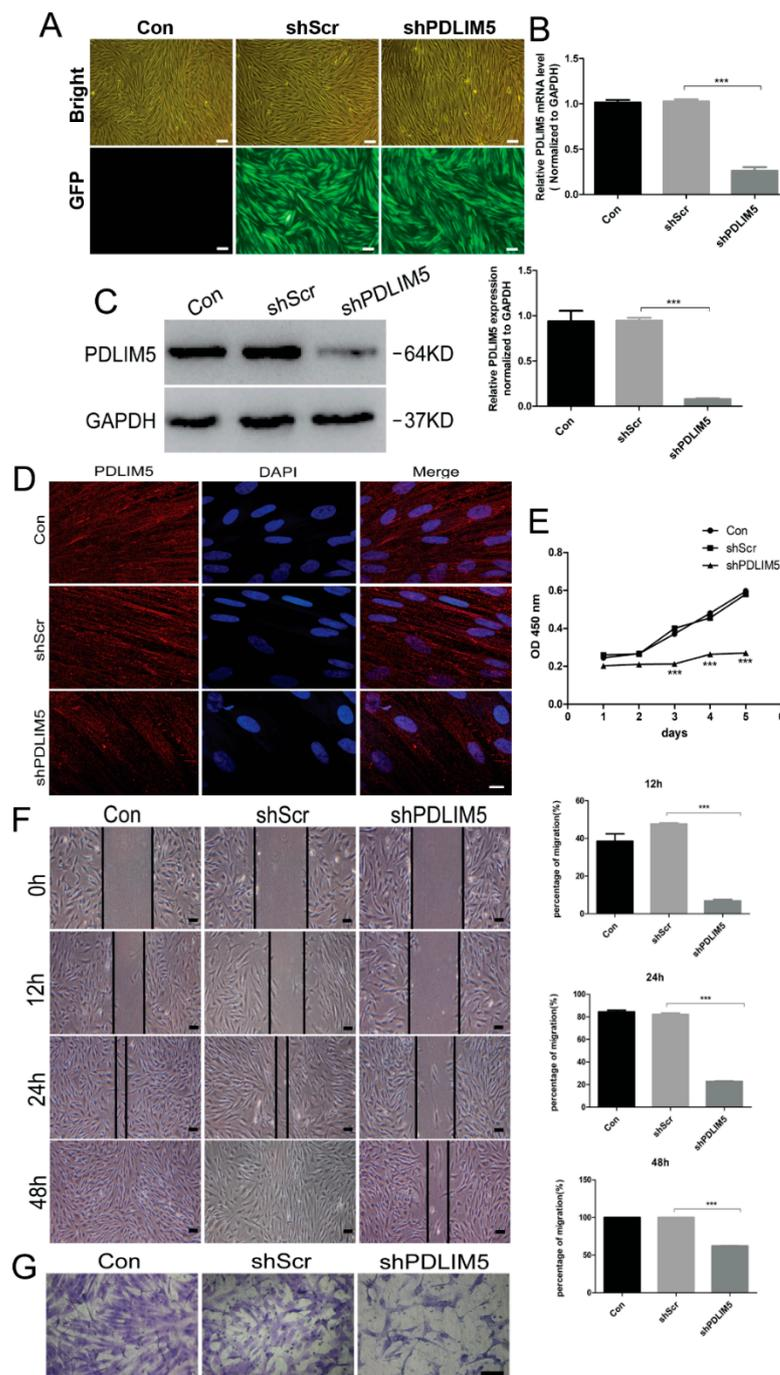 A
Con shScr shPDLIM5
Bright
GFP
B
Relative PDLIM5 mRNA level
( Normalized to GAPDH)
1.5
1.0
0.5
0.0
***
Con shScr shPDLIM5
C
Con shScr shPDLIM5
PDLIM5 -64KD
GAPDH -37KD
Relative PDLIM5 expression
normalized to GAPDH
1.5
1.0
0.5
0.0
***
Con shScr shPDLIM5
D
PDLIM5 DAPI Merge
Con
shScr
shPDLIM5
E
Con
shScr
shPDLIM5
OD 450 nm
0.8
0.6
0.4
0.2
0.0
*** *** ***
0 1 2 3 4 5
days
F
Con shScr shPDLIM5
0h
12h
24h
48h
12h
percentage of migration(%)
60
40
20
0
***
Con shScr shPDLIM5
24h
percentage of migration(%)
100
80
60
40
20
0
***
Con shScr shPDLIM5
48h
percentage of migration(%)
150
100
50
0
***
Con shScr shPDLIM5
G
Con shScr shPDLIM5